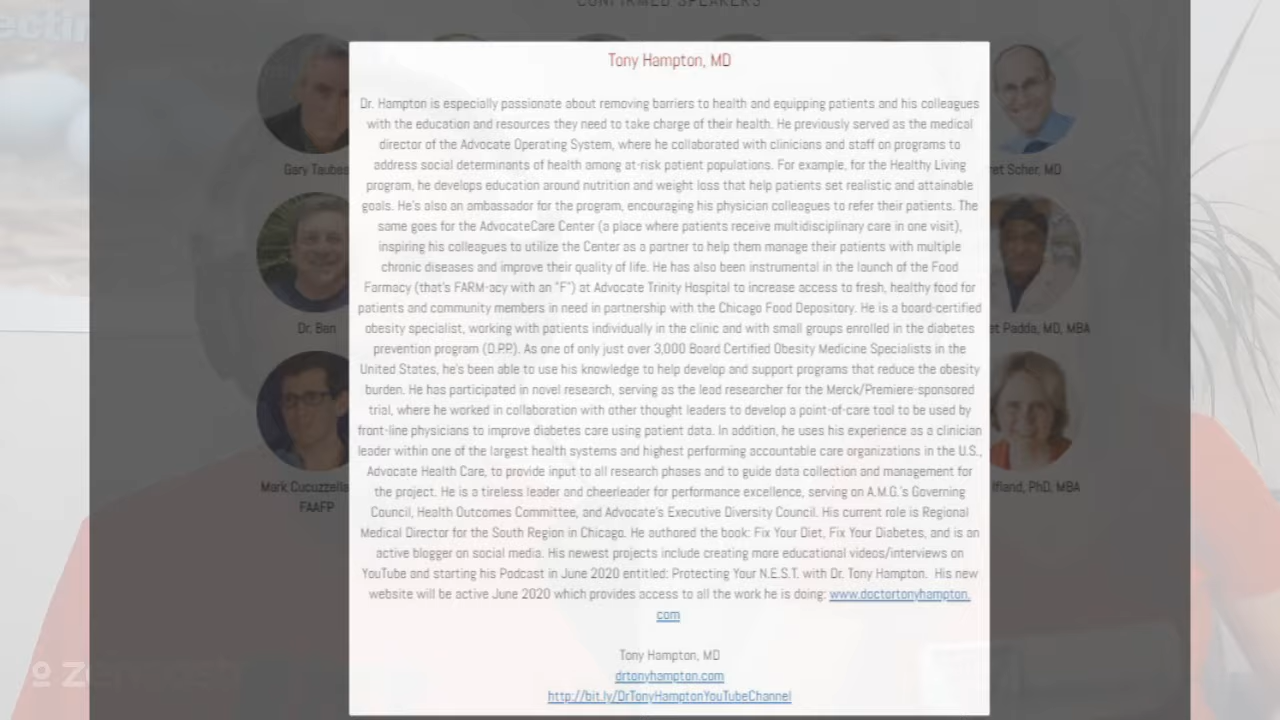 CONFIRMED SPEAKERS
Tony Hampton, MD
Dr. Hampton is especially passionate about removing barriers to health and equipping patients and his colleagues
with the education and resources they need to take charge of their health. He previously served as the medical
director of the Advocate Operating System, where he collaborated with clinicians and staff on programs to
address social determinants of health among at-risk patient populations. For example, for the Healthy Living
program, he develops education around nutrition and weight loss that help patients set realistic and attainable
goals. He's also an ambassador for the program, encouraging his physician colleagues to refer their patients. The
same goes for the AdvocateCare Center (a place where patients receive multidisciplinary care in one visit),
inspiring his colleagues to utilize the Center as a partner to help them manage their patients with multiple
chronic diseases and improve their quality of life. He has also been instrumental in the launch of the Food
Farmacy (that's FARM-acy with an "F") at Advocate Trinity Hospital to increase access to fresh, healthy food for
patients and community members in need in partnership with the Chicago Food Depository. He is a board-certified
obesity specialist, working with patients individually in the clinic and with small groups enrolled in the diabetes
prevention program (D.P.P.). As one of only just over 3,000 Board Certified Obesity Medicine Specialists in the
United States, he's been able to use his knowledge to help develop and support programs that reduce the obesity
burden. He has participated in novel research, serving as the lead researcher for the Merck/Premiere-sponsored
trial, where he worked in collaboration with other thought leaders to develop a point-of-care tool to be used by
front-line physicians to improve diabetes care using patient data. In addition, he uses his experience as a clinician
leader within one of the largest health systems and highest performing accountable care organizations in the U.S.,
Advocate Health Care, to provide input to all research phases and to guide data collection and management for
the project. He is a tireless leader and cheerleader for performance excellence, serving on A.M.G.'s Governing
Council, Health Outcomes Committee, and Advocate's Executive Diversity Council. His current role is Regional
Medical Director for the South Region in Chicago. He authored the book: Fix Your Diet, Fix Your Diabetes, and is an
active blogger on social media. His newest projects include creating more educational videos/interviews on
YouTube and starting his Podcast in June 2020 entitled: Protecting Your N.E.S.T. with Dr. Tony Hampton. His new
website will be active June 2020 which provides access to all the work he is doing: www.doctortonyhampton.
com
Tony Hampton, MD
drtonyhampton.com
http://bit.ly/DrTonyHamptonYouTubeChannel
Gary Taubes
et Scher, MD
Dr. Ben
et Padda, MD, MBA
Mark Cucuzzella
FAAFP
Ifland, PhD, MBA